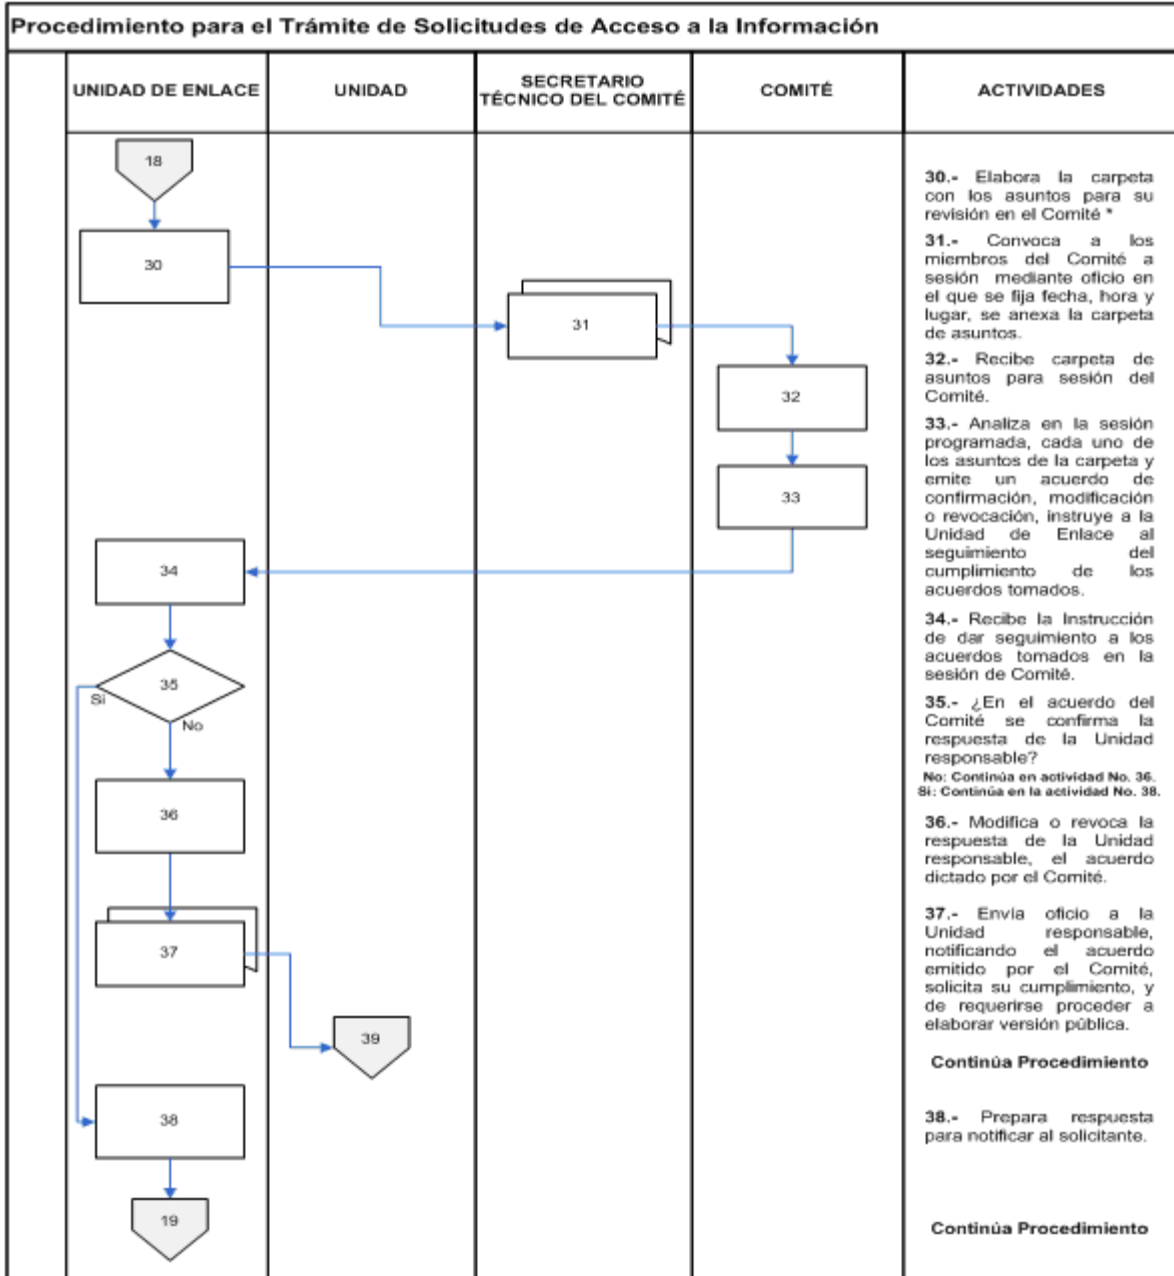 Procedimiento para el Trámite de Solicitudes de Acceso a la Información
UNIDAD DE ENLACE
UNIDAD
SECRETARIO
TÉCNICO DEL COMITÉ
COMITÉ
ACTIVIDADES
18
30
31
32
33
34
35
Si
No
36
37
39
38
19
30.- Elabora la carpeta
con los asuntos para su
revisión en el Comité *
31.- Convoca a los
miembros del Comité a
sesión mediante oficio en
el que se fija fecha, hora y
lugar, se anexa la carpeta
de asuntos.
32.- Recibe carpeta de
asuntos para sesión del
Comité.
33.- Analiza en la sesión
programada, cada uno de
los asuntos de la carpeta y
emite un acuerdo de
confirmación, modificación
o revocación, instruye a la
Unidad de Enlace al
seguimiento del
cumplimiento de los
acuerdos tomados.
34.- Recibe la Instrucción
de dar seguimiento a los
acuerdos tomados en la
sesión de Comité.
35.- ¿En el acuerdo del
Comité se confirma la
respuesta de la Unidad
responsable?
No: Continúa en actividad No. 36.
Si: Continúa en la actividad No. 38.
36.- Modifica o revoca la
respuesta de la Unidad
responsable, el acuerdo
dictado por el Comité.
37.- Envía oficio a la
Unidad responsable,
notificando el acuerdo
emitido por el Comité,
solicita su cumplimiento, y
de requerirse proceder a
elaborar versión pública.
Continúa Procedimiento
38.- Prepara respuesta
para notificar al solicitante.
Continúa Procedimiento